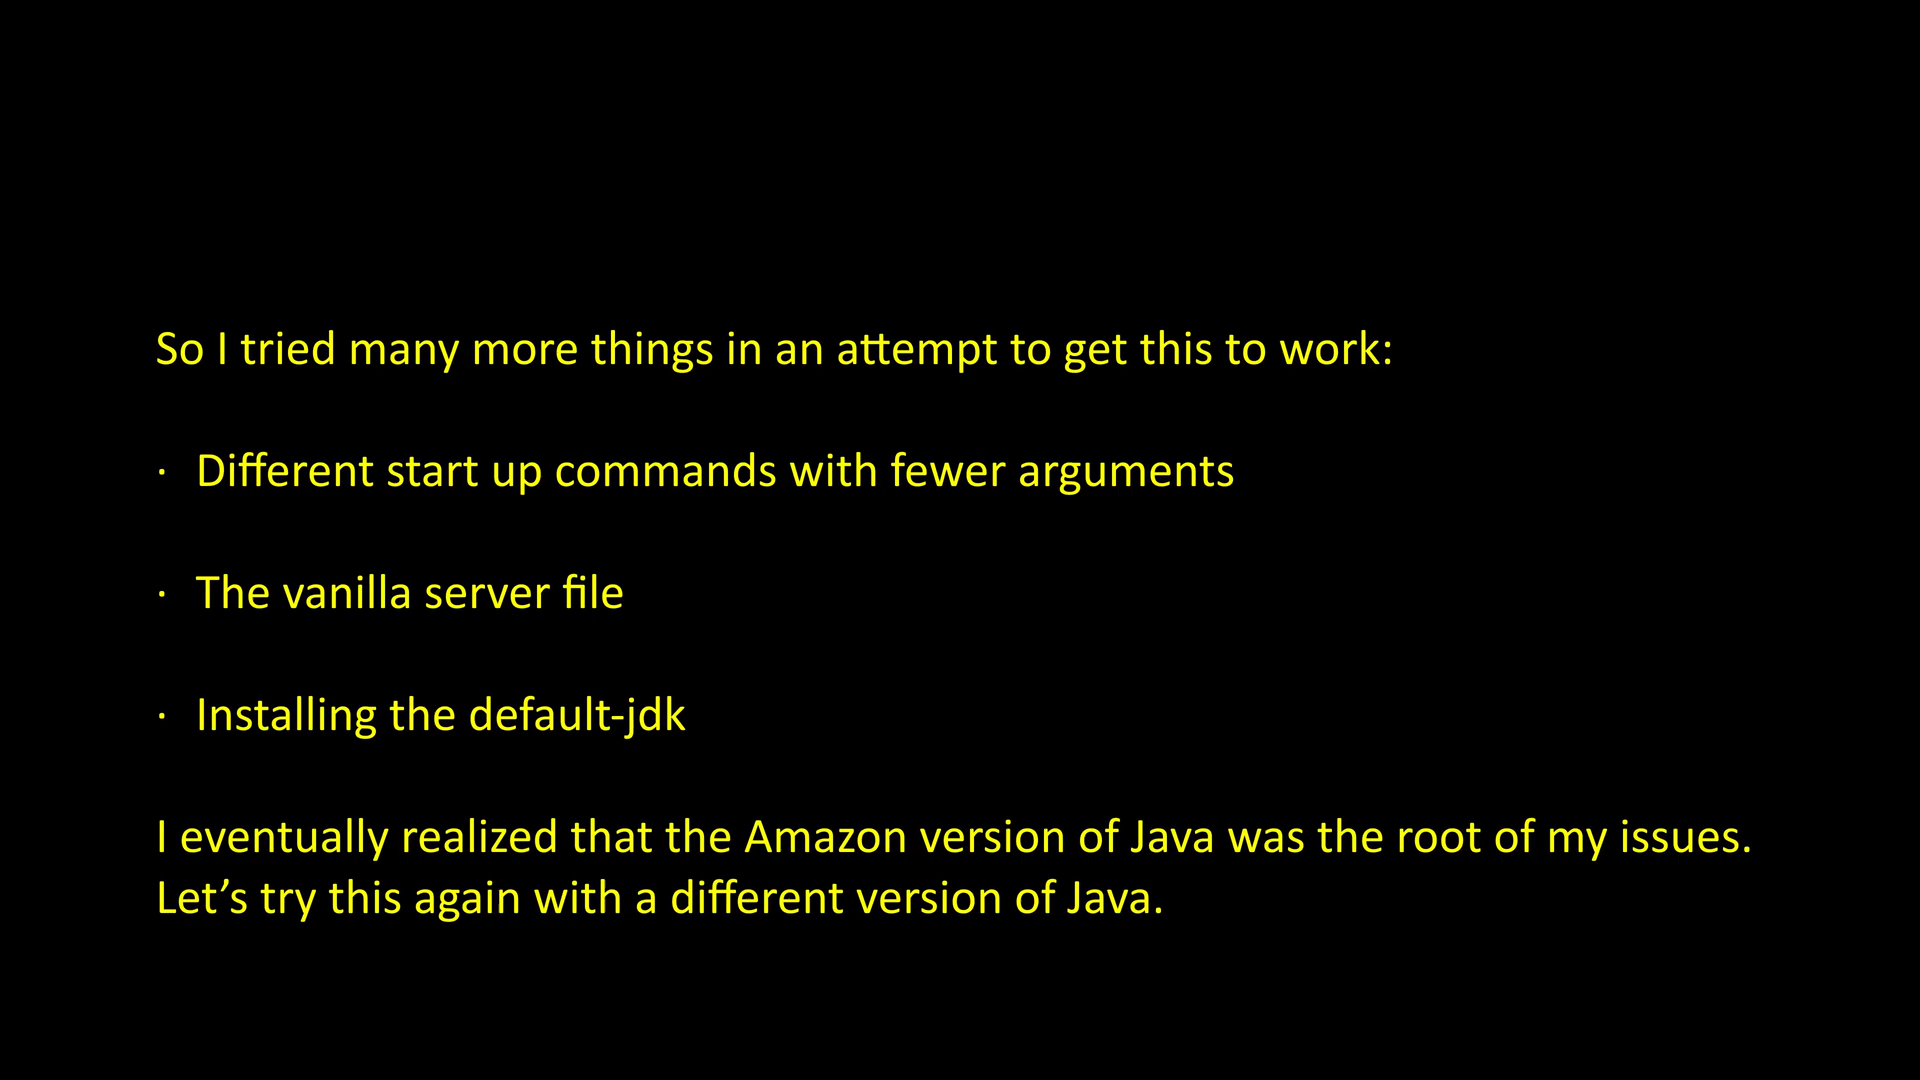 So I tried many more things in an attempt to get this to work:
· Different start up commands with fewer arguments
· The vanilla server file
· Installing the default-jdk
I eventually realized that the Amazon version of Java was the root of my issues.
Let’s try this again with a different version of Java.